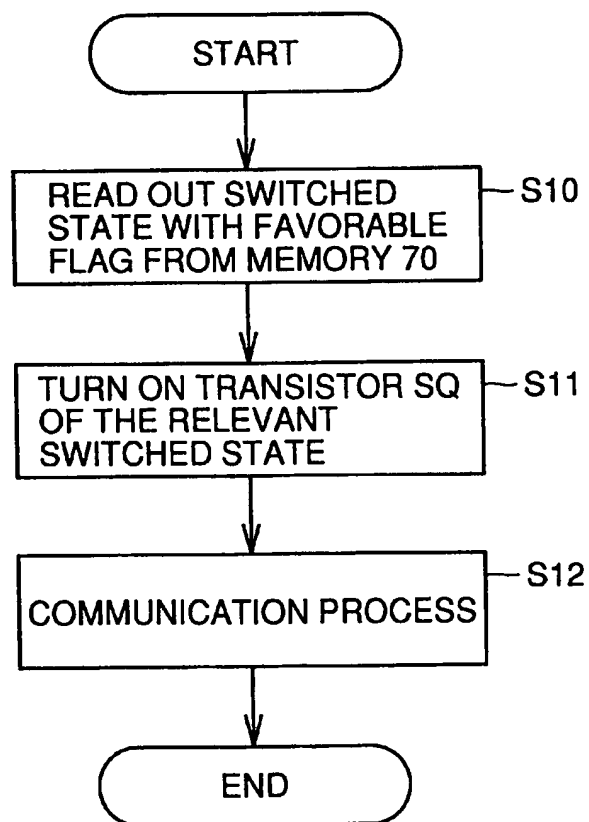 START
READ OUT SWITCHED
STATE WITH FAVORABLE
FLAG FROM MEMORY 70
S10
TURN ON TRANSISTOR SQ
OF THE RELEVANT
SWITCHED STATE
S11
COMMUNICATION PROCESS
S12
END